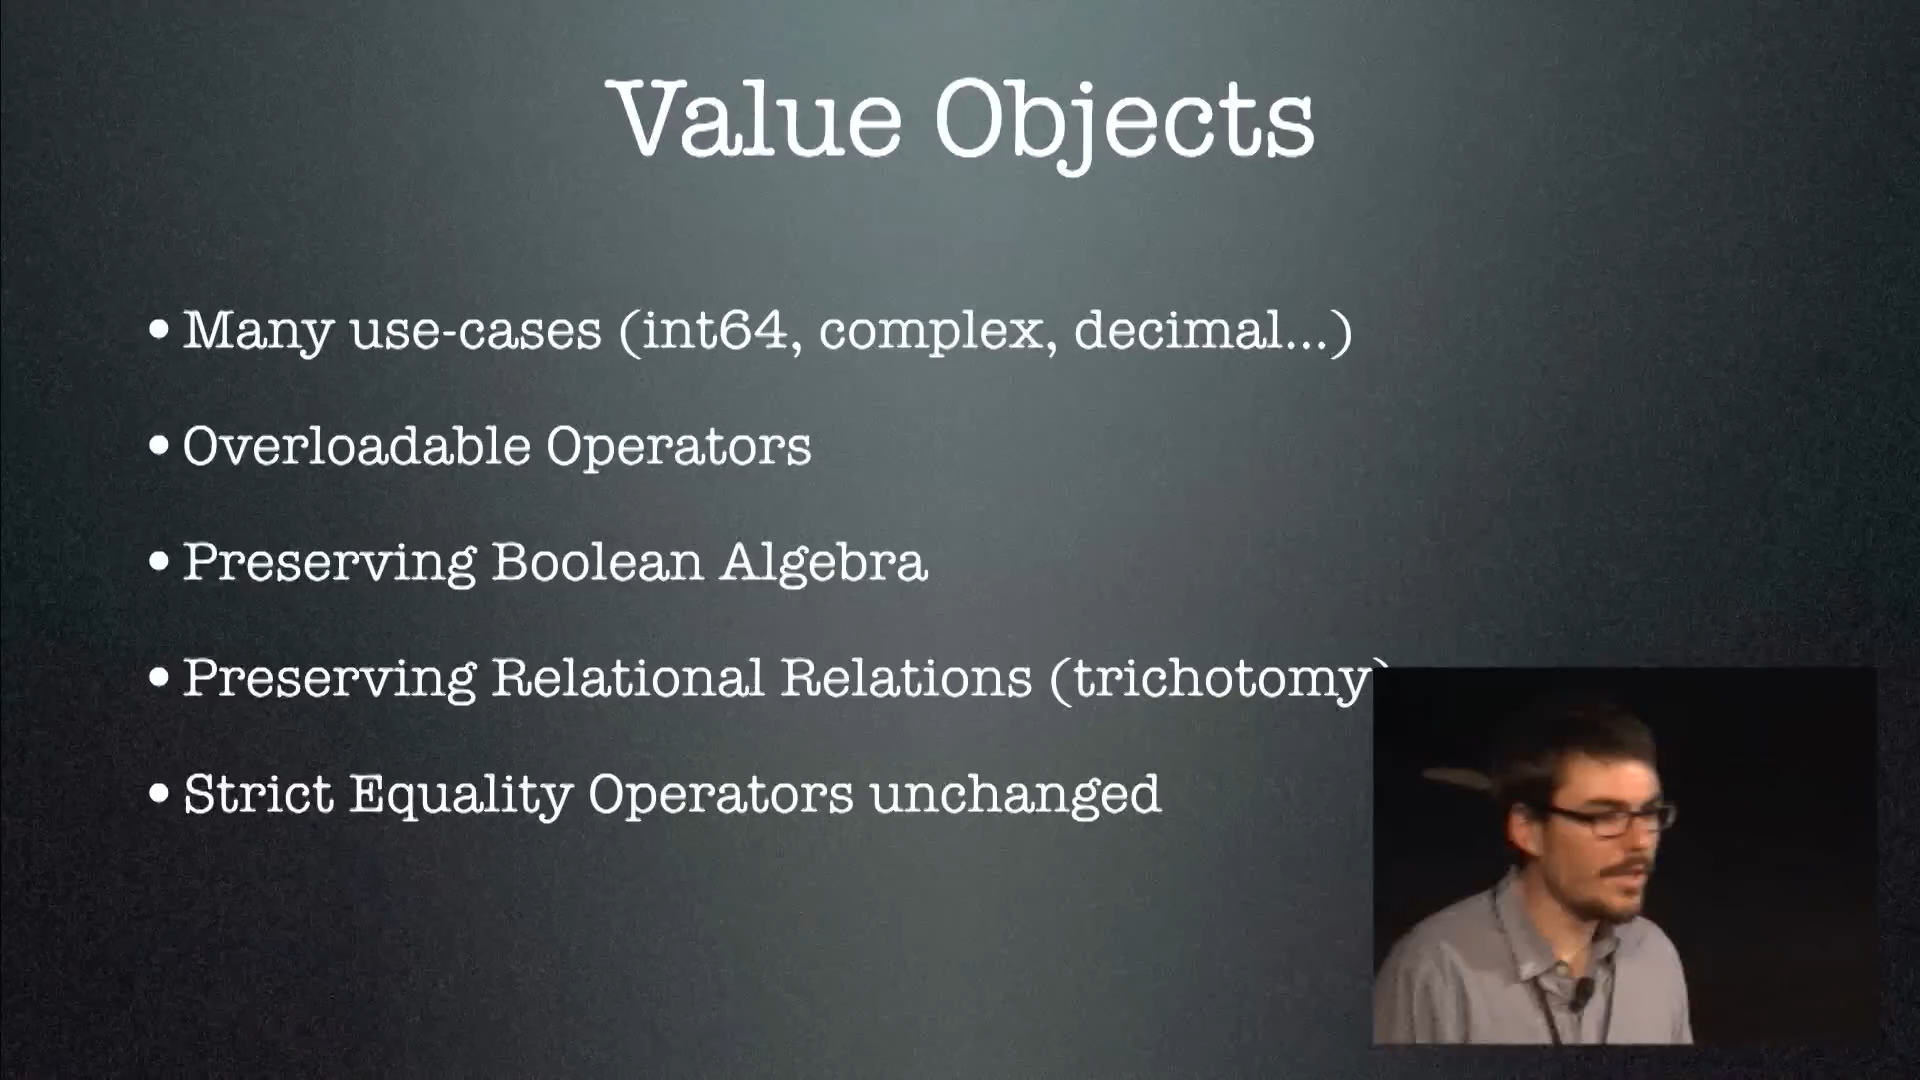 Value Objects
• Many use-cases (int64, complex, decimal...)
• Overloadable Operators
• Preserving Boolean Algebra
• Preserving Relational Relations (trichotomy)
• Strict Equality Operators unchanged